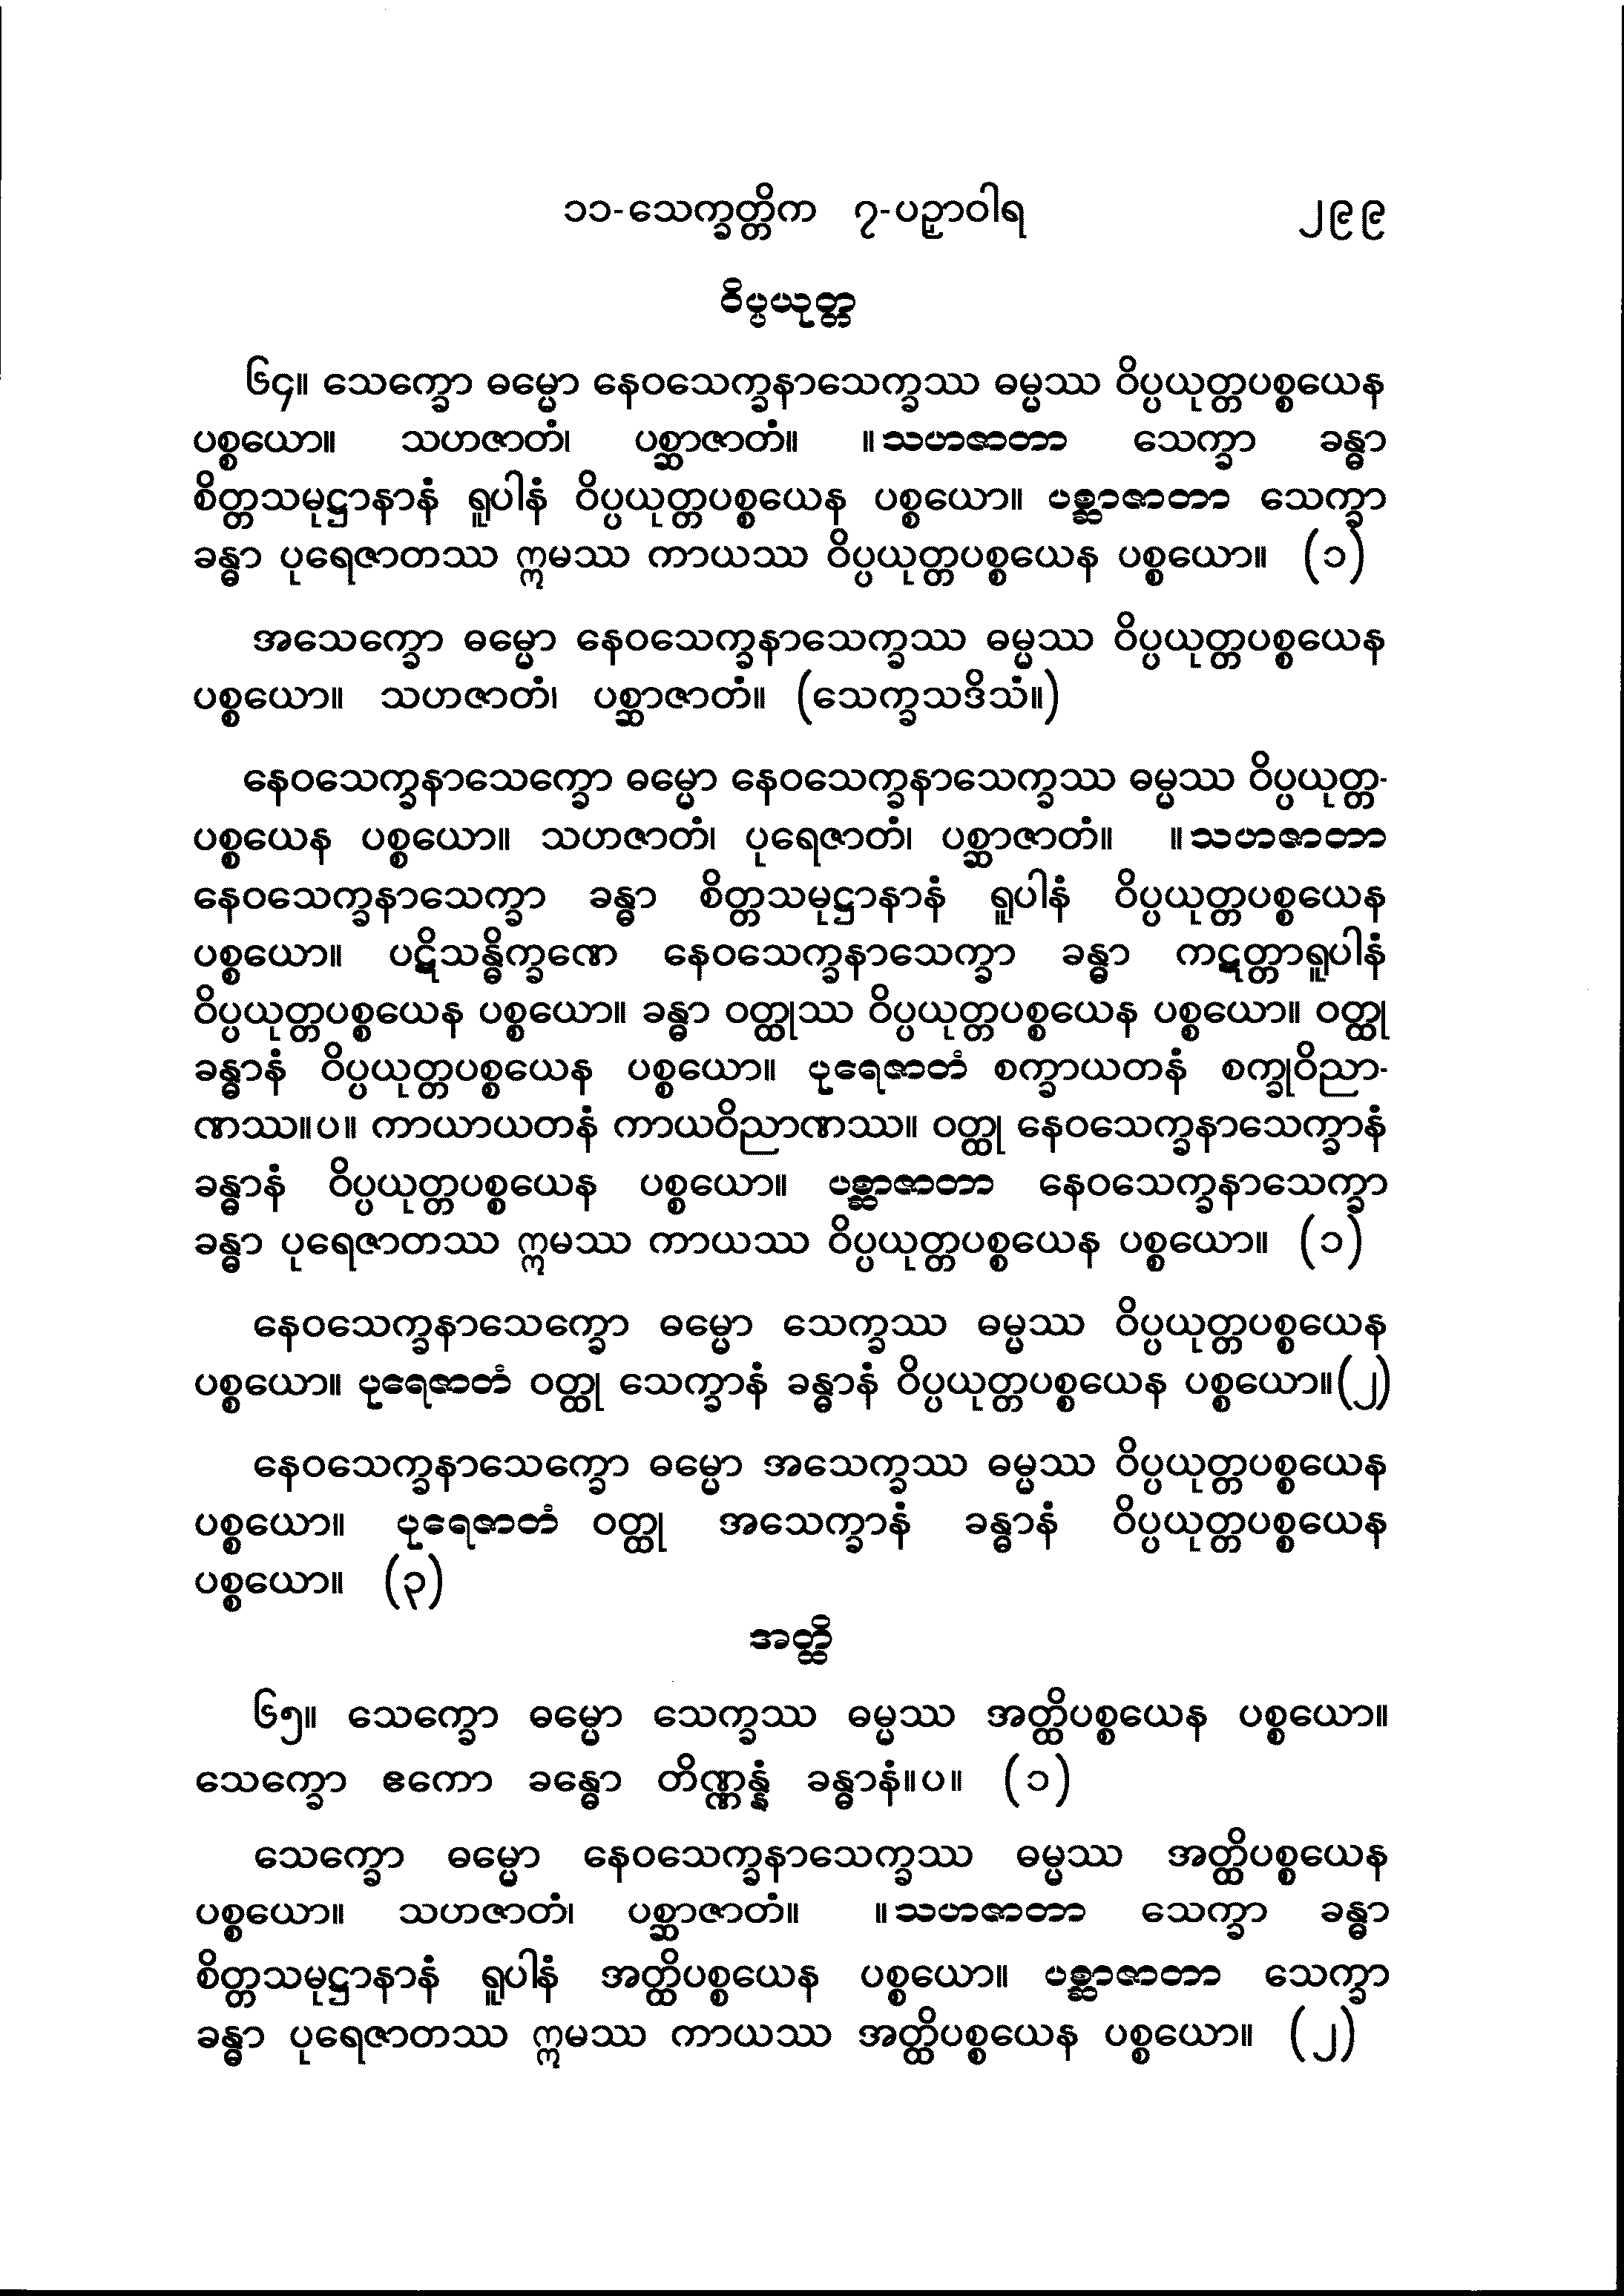 ၁၁-သေက္ခတ္တိက ၇-ပဉှာဝါရ ၂၉၉
ဝိပ္ပယုတ္တ
၆၄။ သေက္ခော ဓမ္မော နေဝသေက္ခနာသေက္ခဿ ဓမ္မဿ ဝိပ္ပယုတ္တပစ္စယေန
ပစ္စယော။ သဟဇာတံ၊ ပစ္ဆာဇာတံ။ ။သဟဇာတာ သေက္ခာ ခန္ဓာ
စိတ္တသမုဋ္ဌာနာနံ ရူပါနံ ဝိပ္ပယုတ္တပစ္စယေန ပစ္စယော။ ပစ္ဆာဇာတာ သေက္ခာ
ခန္ဓာ ပုရေဇာတဿ ဣမဿ ကာယဿ ဝိပ္ပယုတ္တပစ္စယေန ပစ္စယော။ (၁)
အသေက္ခော ဓမ္မော နေဝသေက္ခနာသေက္ခဿ ဓမ္မဿ ဝိပ္ပယုတ္တပစ္စယေန
ပစ္စယော။ သဟဇာတံ၊ ပစ္ဆာဇာတံ။ (သေက္ခသဒိသံ။)
နေဝသေက္ခနာသေက္ခော ဓမ္မော နေဝသေက္ခနာသေက္ခဿ ဓမ္မဿ ဝိပ္ပယုတ္တ-
ပစ္စယေန ပစ္စယော။ သဟဇာတံ၊ ပုရေဇာတံ၊ ပစ္ဆာဇာတံ။ ။သဟဇာတာ
နေဝသေက္ခနာသေက္ခာ ခန္ဓာ စိတ္တသမုဋ္ဌာနာနံ ရူပါနံ ဝိပ္ပယုတ္တပစ္စယေန
ပစ္စယော။ ပဋိသန္ဓိက္ခဏေ နေဝသေက္ခနာသေက္ခာ ခန္ဓာ ကဋတ္တာရူပါနံ
ဝိပ္ပယုတ္တပစ္စယေန ပစ္စယော။ ခန္ဓာ ဝတ္ထုဿ ဝိပ္ပယုတ္တပစ္စယေန ပစ္စယော။ ဝတ္ထု
ခန္ဓာနံ ဝိပ္ပယုတ္တပစ္စယေန ပစ္စယော။ ပုရေဇာတံ စက္ခာယတနံ စက္ခုဝိညာ-
ဏဿ။ပ။ ကာယာယတနံ ကာယဝိညာဏဿ။ ဝတ္ထု နေဝသေက္ခနာသေက္ခာနံ
ခန္ဓာနံ ဝိပ္ပယုတ္တပစ္စယေန ပစ္စယော။ ပစ္ဆာဇာတာ နေဝသေက္ခနာသေက္ခာ
ခန္ဓာ ပုရေဇာတဿ ဣမဿ ကာယဿ ဝိပ္ပယုတ္တပစ္စယေန ပစ္စယော။ (၁)
နေဝသေက္ခနာသေက္ခော ဓမ္မော သေက္ခဿ ဓမ္မဿ ဝိပ္ပယုတ္တပစ္စယေန
ပစ္စယော။ ပုရေဇာတံ ဝတ္ထု သေက္ခာနံ ခန္ဓာနံ ဝိပ္ပယုတ္တပစ္စယေန ပစ္စယော။(၂)
နေဝသေက္ခနာသေက္ခော ဓမ္မော အသေက္ခဿ ဓမ္မဿ ဝိပ္ပယုတ္တပစ္စယေန
ပစ္စယော။ ပုရေဇာတံ ဝတ္ထု အသေက္ခာနံ ခန္ဓာနံ ဝိပ္ပယုတ္တပစ္စယေန
ပစ္စယော။ (၃)
အတ္ထိ
၆၅။ သေက္ခော ဓမ္မော သေက္ခဿ ဓမ္မဿ အတ္ထိပစ္စယေန ပစ္စယော။
သေက္ခော ဧကော ခန္ဓော တိဏ္ဏန္နံ ခန္ဓာနံ။ပ။ (၁)
သေက္ခော ဓမ္မော နေဝသေက္ခနာသေက္ခဿ ဓမ္မဿ အတ္ထိပစ္စယေန
ပစ္စယော။ သဟဇာတံ၊ ပစ္ဆာဇာတံ။ ။သဟဇာတာ သေက္ခာ ခန္ဓာ
စိတ္တသမုဋ္ဌာနာနံ ရူပါနံ အတ္ထိပစ္စယေန ပစ္စယော။ ပစ္ဆာဇာတာ သေက္ခာ
ခန္ဓာ ပုရေဇာတဿ ဣမဿ ကာယဿ အတ္ထိပစ္စယေန ပစ္စယော။ (၂)